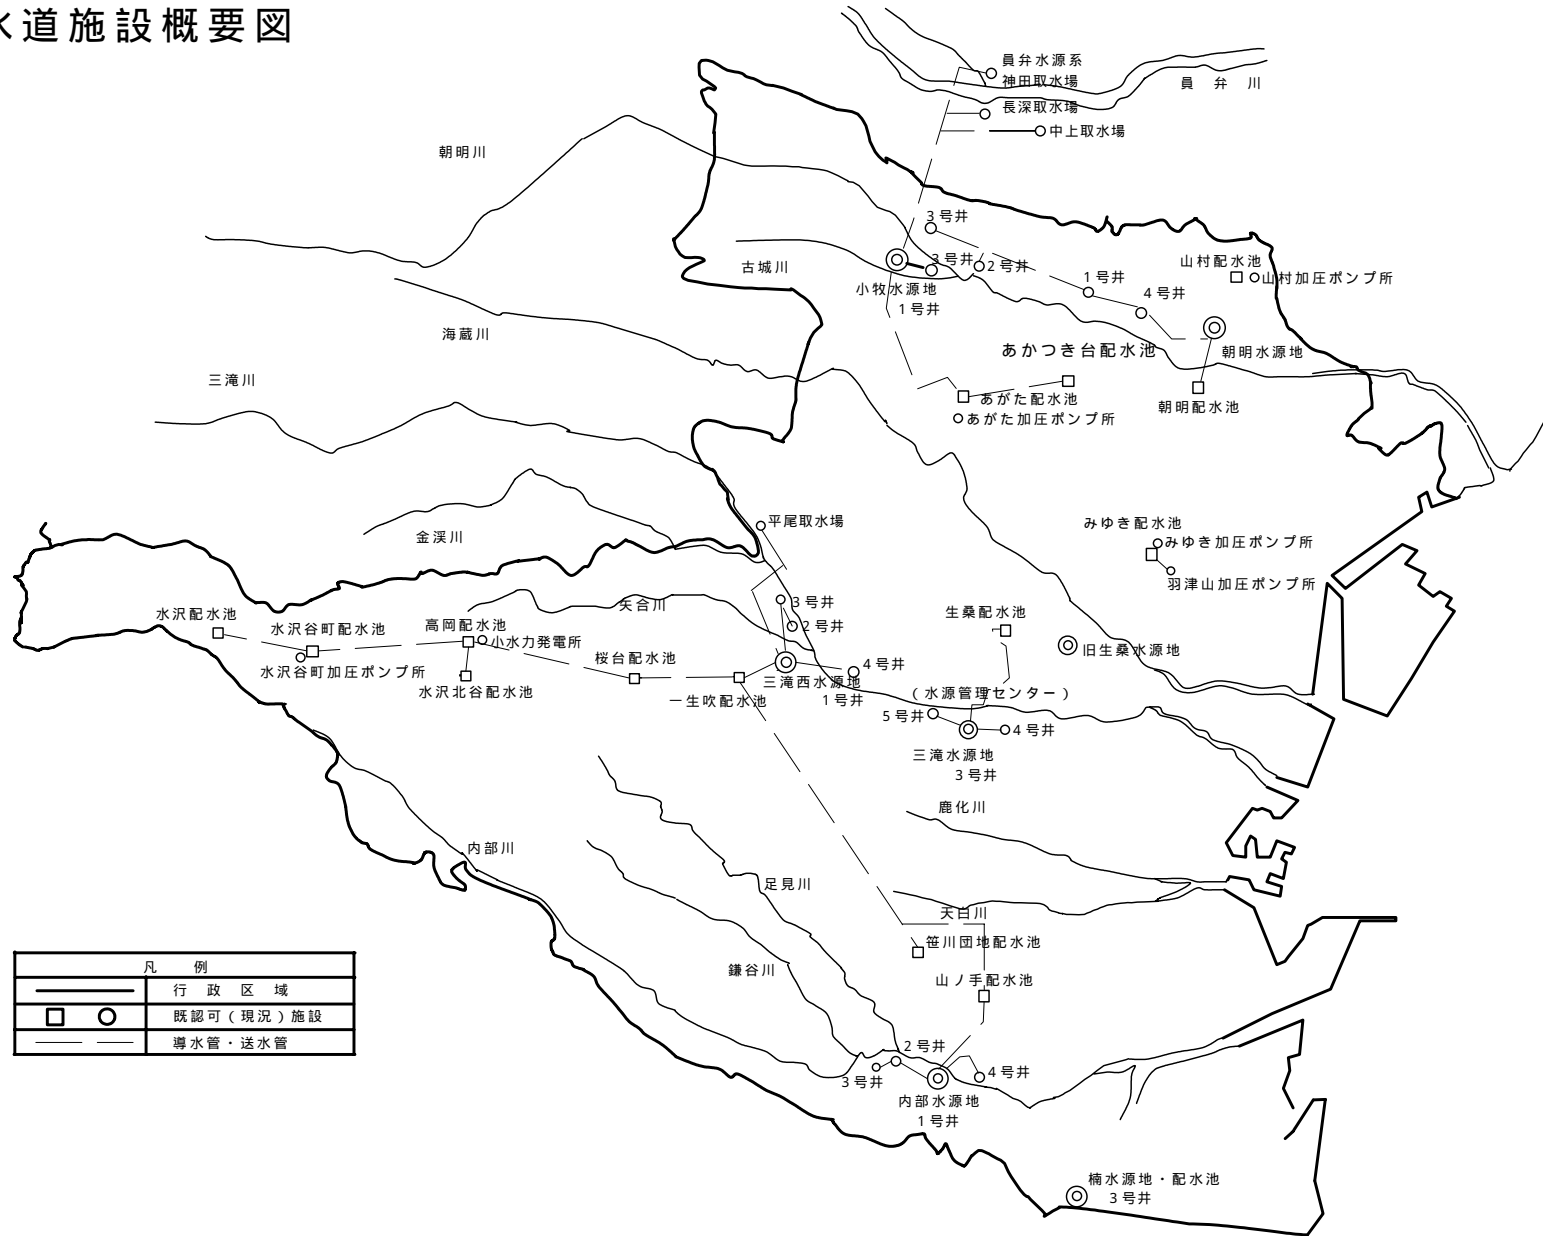 水道施設概要図
員弁水源系
神田取水場
員弁川
長深取水場
中上取水場
朝明川
3号井
古城川
3号井
2号井
山村配水池
山村加圧ポンプ所
小牧水源地
1号井
1号井
4号井
海蔵川
あかつき台配水池
朝明水源地
三滝川
あがた配水池
あがた加圧ポンプ所
朝明配水池
平尾取水場
みゆき配水池
みゆき加圧ポンプ所
羽津山加圧ポンプ所
金渓川
矢合川
3号井
2号井
水沢配水池
水沢谷町配水池
高岡配水池
小水力発電所
生桑配水池
旧生桑水源地
水沢谷町加圧ポンプ所
水沢北谷配水池
桜台配水池
一生吹配水池
三滝西水源地
1号井
4号井
(水源管理センター)
5号井
4号井
三滝水源地
3号井
鹿化川
内部川
足見川
天白川
笹川団地配水池
鎌谷川
山ノ手配水池
凡例
行政区域
既認可(現況)施設
導水管・送水管
2号井
3号井
4号井
内部水源地
1号井
楠水源地・配水池
3号井